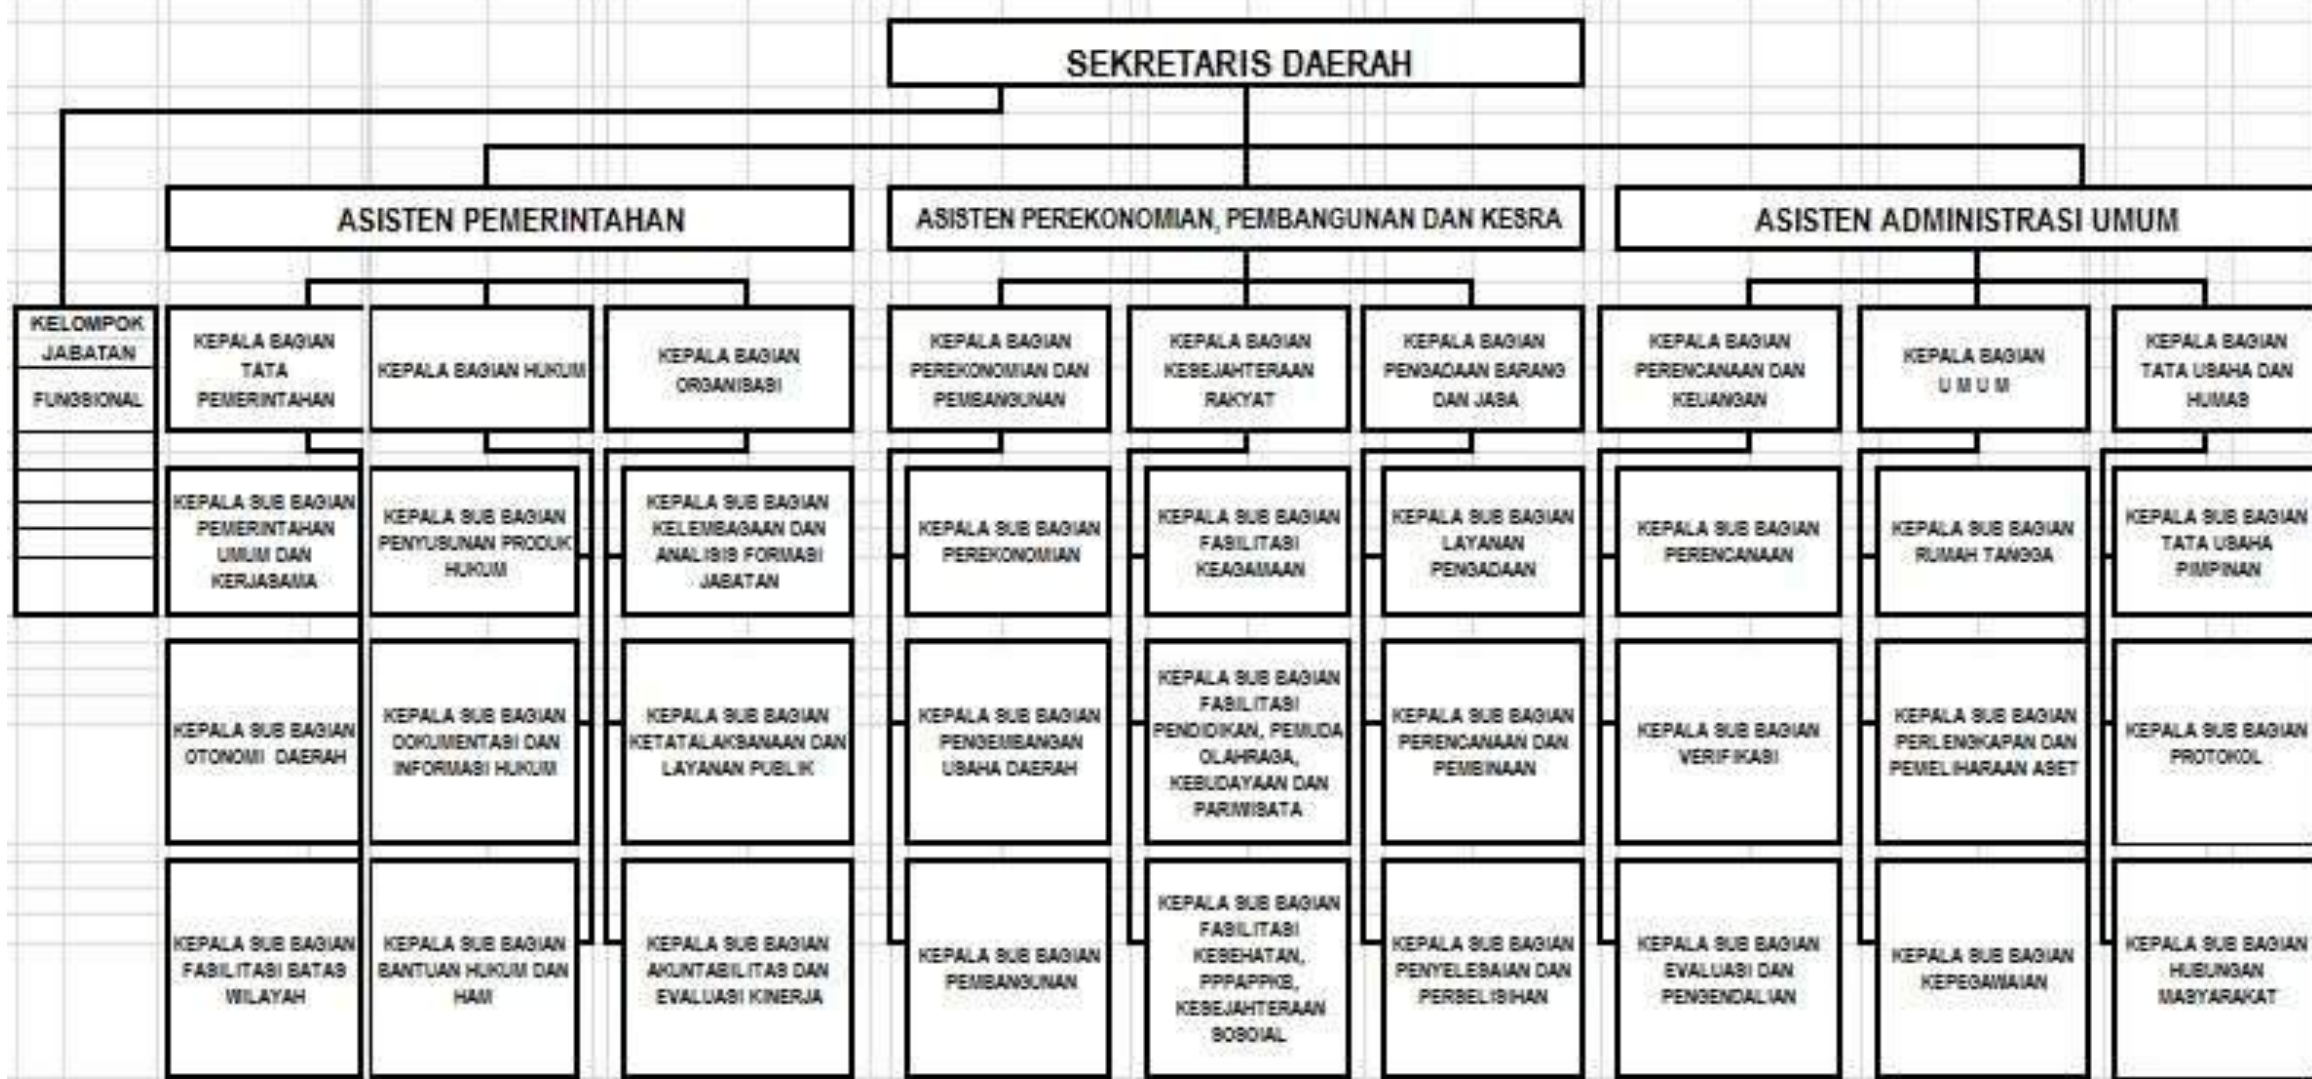 SEKRETARIS DAERAH
ASISTEN PEMERINTAHAN
ASISTEN PEREKONOMIAN, PEMBANGUNAN DAN KESRA
ASISTEN ADMINISTRASI UMUM
KELOMPOK
JABATAN
FUNGSIONAL
KEPALA BAGIAN
TATA
PEMERINTAHAN
KEPALA BAGIAN HUKUM
KEPALA BAGIAN
ORGANISASI
KEPALA BAGIAN
PEREKONOMIAN DAN
PEMBANGUNAN
KEPALA BAGIAN
KESEJAHTERAAN
RAKYAT
KEPALA BAGIAN
PENGADAAN BARANG
DAN JASA
KEPALA BAGIAN
PERENCANAAN DAN
KEUANGAN
KEPALA BAGIAN
U M U M
KEPALA BAGIAN
TATA USAHA DAN
HUMAS
KEPALA SUB BAGIAN
PEMERINTAHAN
UMUM DAN
KERJASAMA
KEPALA SUB BAGIAN
PENYUSUNAN PRODUK
HUKUM
KEPALA SUB BAGIAN
KELEMBAGAAN DAN
ANALISIS FORMASI
JABATAN
KEPALA SUB BAGIAN
PEREKONOMIAN
KEPALA SUB BAGIAN
FASILITASI
KEAGAMAAN
KEPALA SUB BAGIAN
LAYANAN
PENGADAAN
KEPALA SUB BAGIAN
PERENCANAAN
KEPALA SUB BAGIAN
RUMAH TANGGA
KEPALA SUB BAGIAN
TATA USAHA
PIMPINAN
KEPALA SUB BAGIAN
OTONOMI DAERAH
KEPALA SUB BAGIAN
DOKUMENTASI DAN
INFORMASI HUKUM
KEPALA SUB BAGIAN
KETATALAKSANAAN DAN
LAYANAN PUBLIK
KEPALA SUB BAGIAN
PENGEMBANGAN
USAHA DAERAH
KEPALA SUB BAGIAN
FASILITASI
PENDIDIKAN, PEMUDA
OLAHRAGA,
KEBUDAYAAN DAN
PARIWISATA
KEPALA SUB BAGIAN
PERENCANAAN DAN
PEMBINAAN
KEPALA SUB BAGIAN
VERIFIKASI
KEPALA SUB BAGIAN
PERLENGKAPAN DAN
PEMELIHARAAN ASET
KEPALA SUB BAGIAN
PROTOKOL
KEPALA SUB BAGIAN
FASILITASI BATAS
WILAYAH
KEPALA SUB BAGIAN
BANTUAN HUKUM DAN
HAM
KEPALA SUB BAGIAN
AKUNTABILITAS DAN
EVALUASI KINERJA
KEPALA SUB BAGIAN
PEMBANGUNAN
KEPALA SUB BAGIAN
FASILITASI
KESEHATAN,
PPPAPPKB,
KESEJAHTERAAN
SOSOIAL
KEPALA SUB BAGIAN
PENYELESAIAN DAN
PERSELISIHAN
KEPALA SUB BAGIAN
EVALUASI DAN
PENGENDALIAN
KEPALA SUB BAGIAN
KEPEGAWAIAN
KEPALA SUB BAGIAN
HUBUNGAN
MASYARAKAT